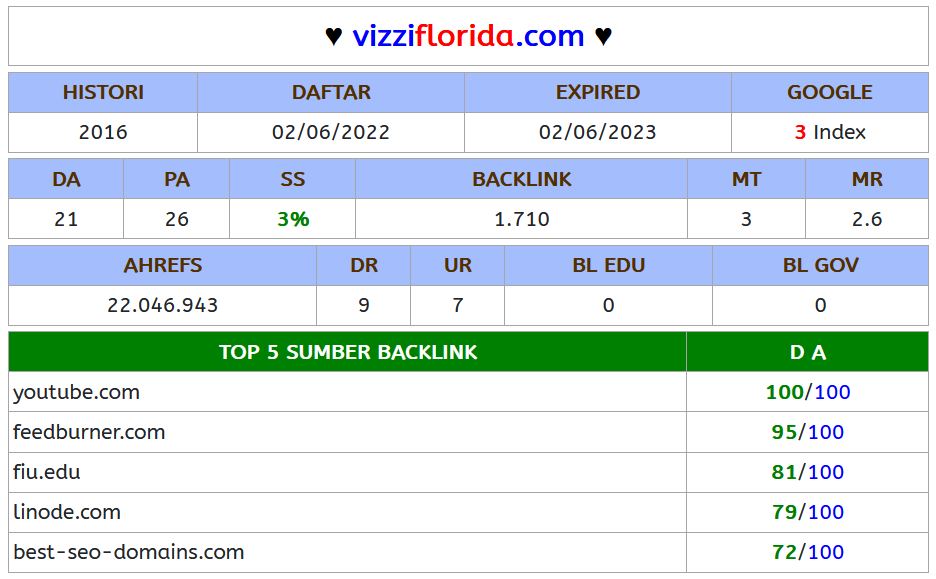 ♥ vizziflorida.com ♥
HISTORI DAFTAR EXPIRED GOOGLE
2016 02/06/2022 02/06/2023 3 Index
DA PA SS BACKLINK MT MR
21 26 3% 1.710 3 2.6
AHREFS DR UR BL EDU BL GOV
22.046.943 9 7 0 0
TOP 5 SUMBER BACKLINK D A
youtube.com 100/100
feedburner.com 95/100
fiu.edu 81/100
linode.com 79/100
best-seo-domains.com 72/100